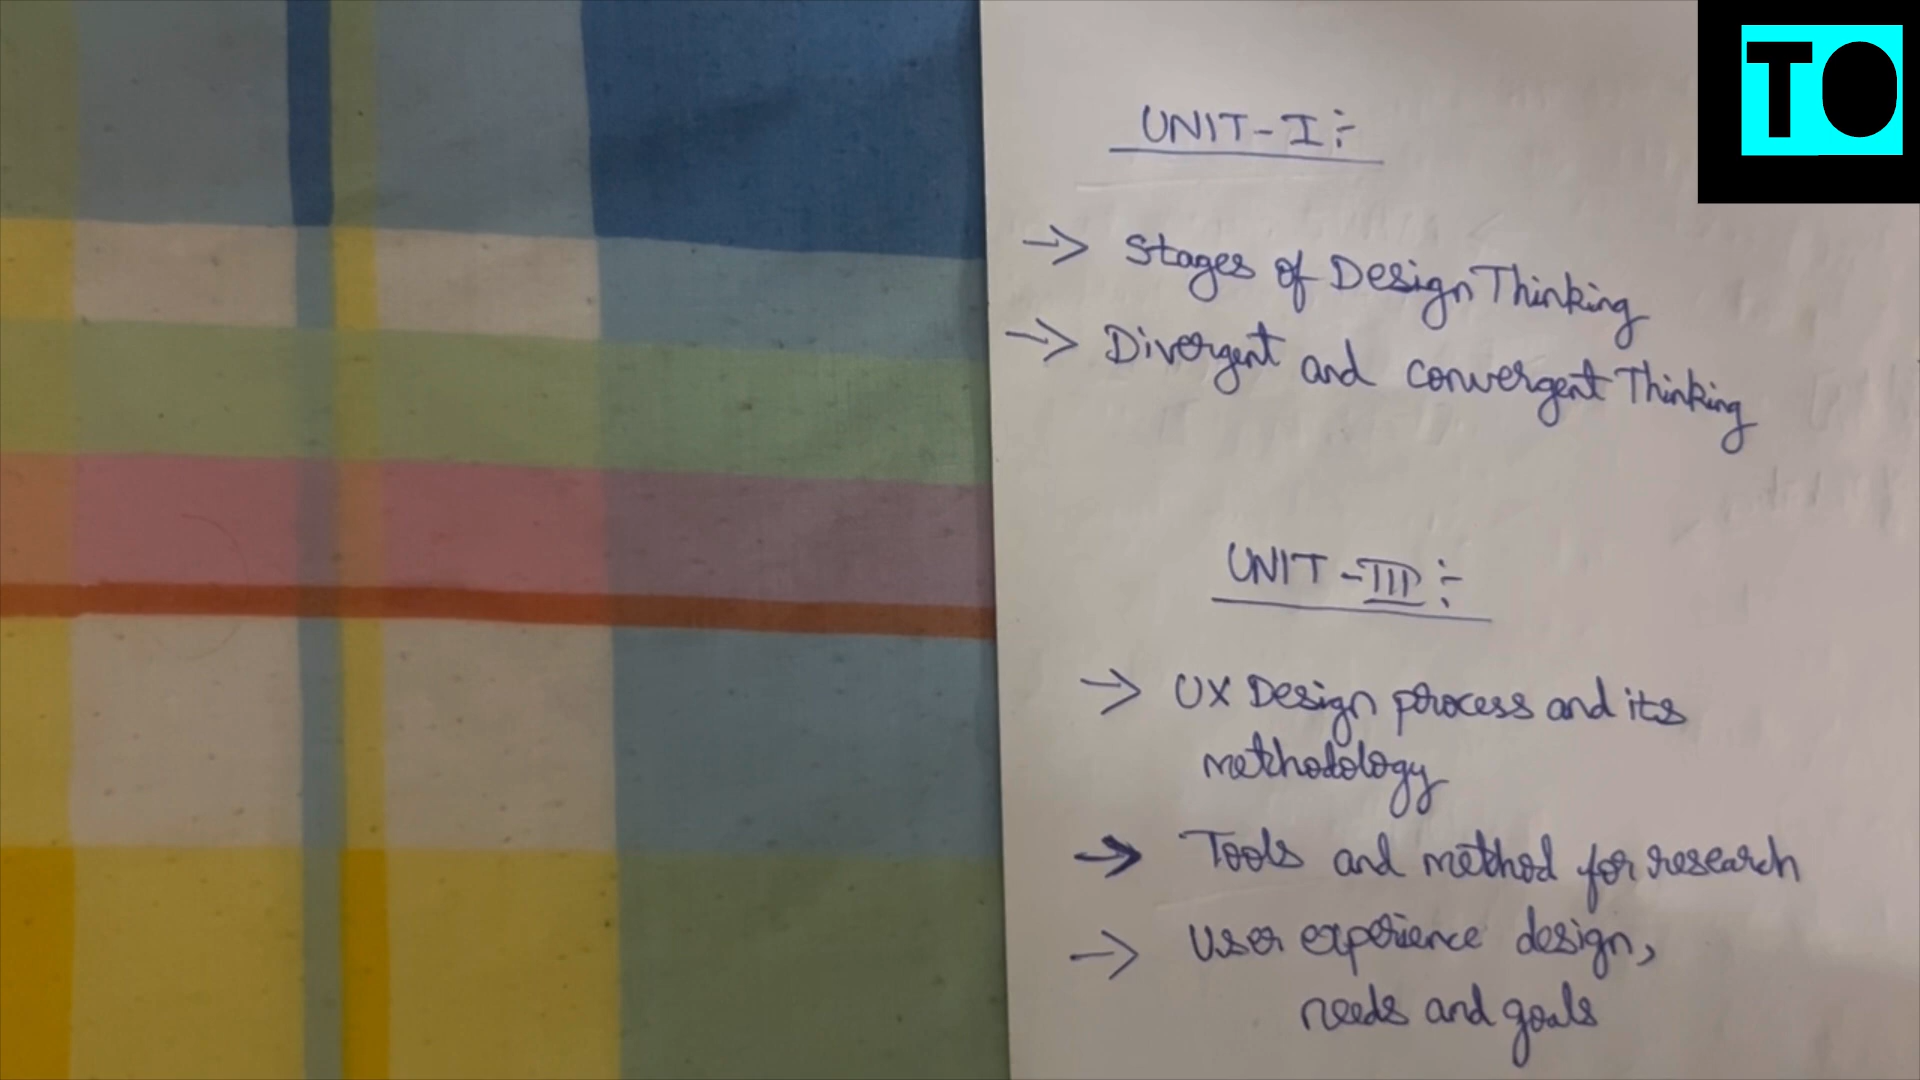 TO
UNIT-I :-
→ Stages of Design Thinking
→ Divergent and convergent Thinking
UNIT-III :-
→ UX Design process and its
methodology
→ Tools and method for research
→ User experience design,
needs and goals